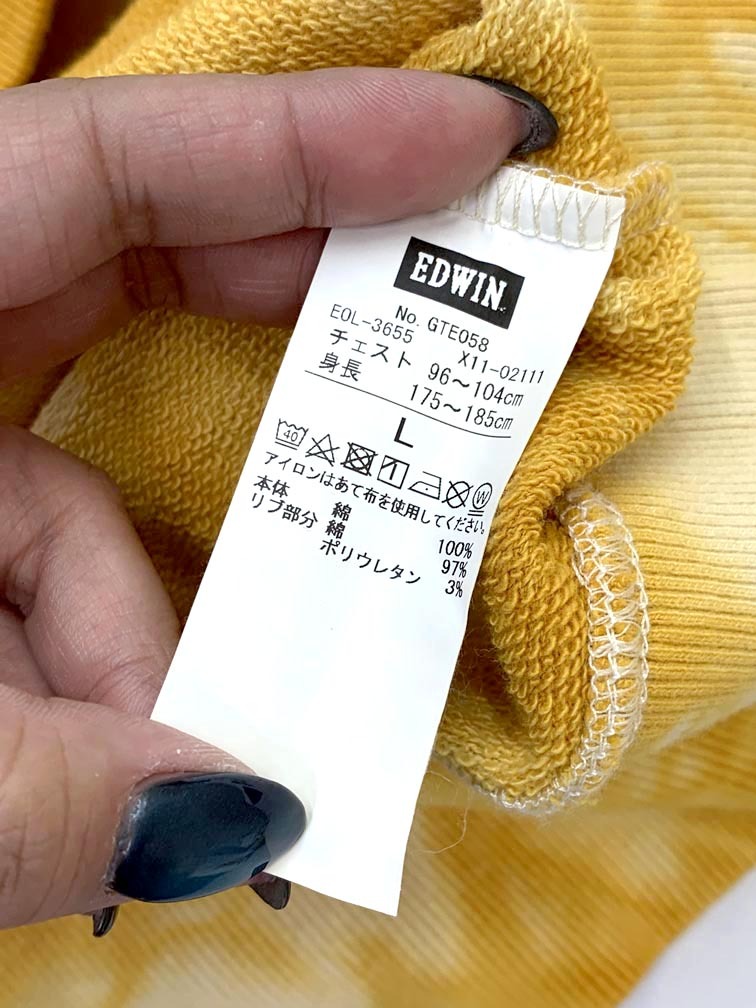 EDWIN
No. GTE058
EOL-3655 X11-02111
チェスト 96～104cm
身長 175～185cm
L
40 W
アイロンはあて布を使用してください。
本体 綿 100%
リブ部分 綿 97%
ポリウレタン 3%